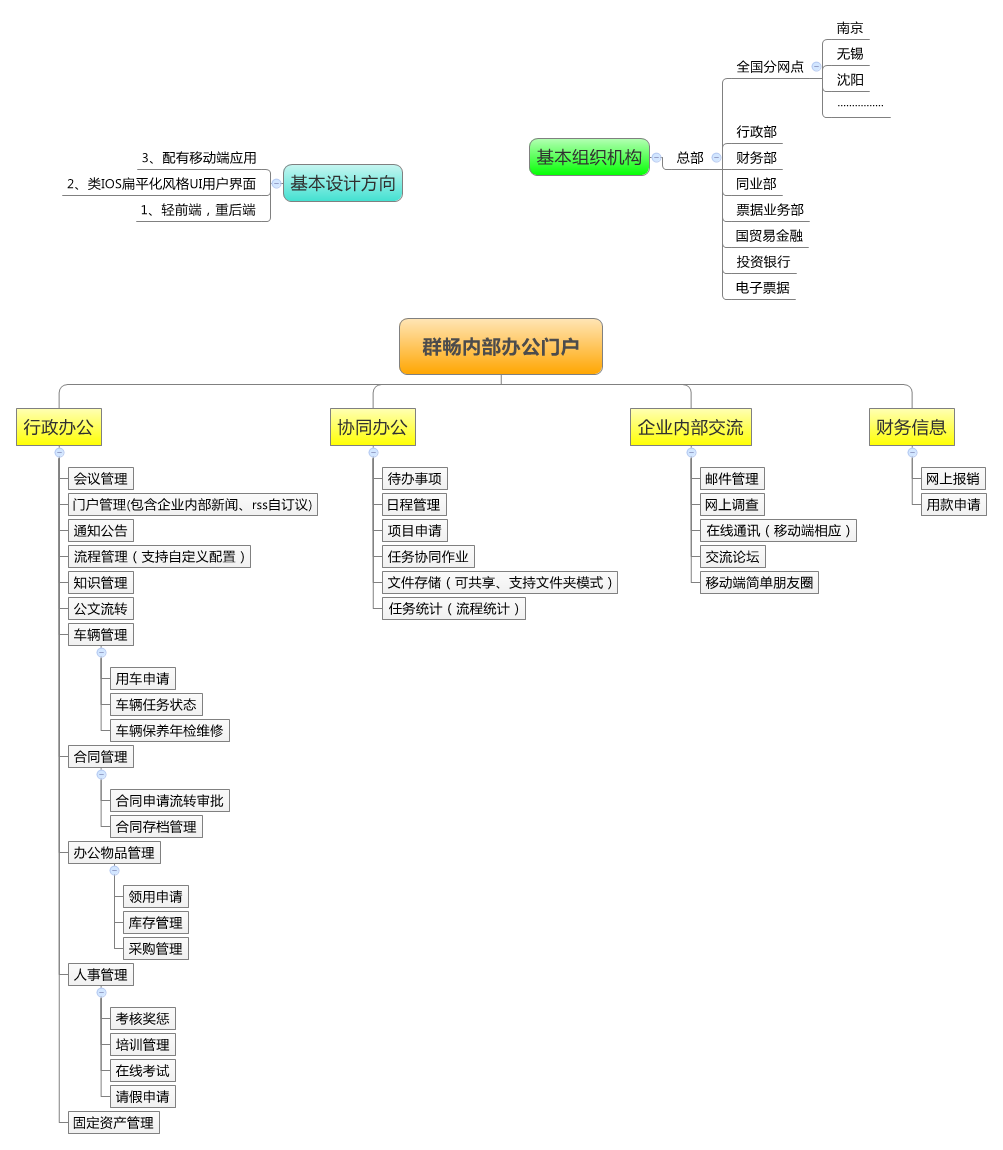 3、配有移动端应用
2、类IOS扁平化风格UI用户界面
1、轻前端，重后端
基本设计方向
基本组织机构
总部
全国分网点
南京
无锡
沈阳
................
行政部
财务部
同业部
票据业务部
国贸易金融
投资银行
电子票据
群畅内部办公门户
行政办公
会议管理
门户管理(包含企业内部新闻、rss自订议)
通知公告
流程管理（支持自定义配置）
知识管理
公文流转
车辆管理
用车申请
车辆任务状态
车辆保养年检维修
合同管理
合同申请流转审批
合同存档管理
办公物品管理
领用申请
库存管理
采购管理
人事管理
考核奖惩
培训管理
在线考试
请假申请
固定资产管理
协同办公
待办事项
日程管理
项目申请
任务协同作业
文件存储（可共享、支持文件夹模式）
任务统计（流程统计）
企业内部交流
邮件管理
网上调查
在线通讯（移动端相应）
交流论坛
移动端简单朋友圈
财务信息
网上报销
用款申请